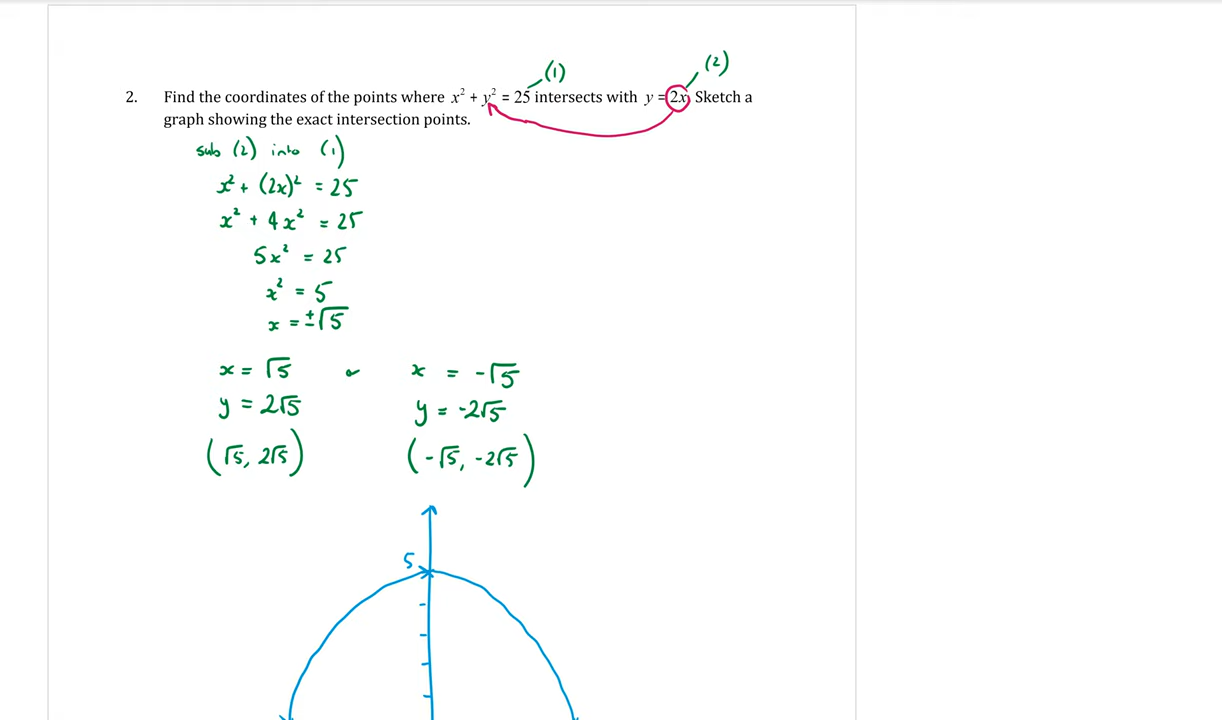 (1) (2)
2. Find the coordinates of the points where x² + y² = 25 intersects with y = 2x. Sketch a
graph showing the exact intersection points.
sub (2) into (1)
x² + (2x)² = 25
x² + 4x² = 25
5x² = 25
x² = 5
x = ±√5
x = √5 or x = -√5
y = 2√5 y = -2√5
(√5, 2√5) (-√5, -2√5)
5